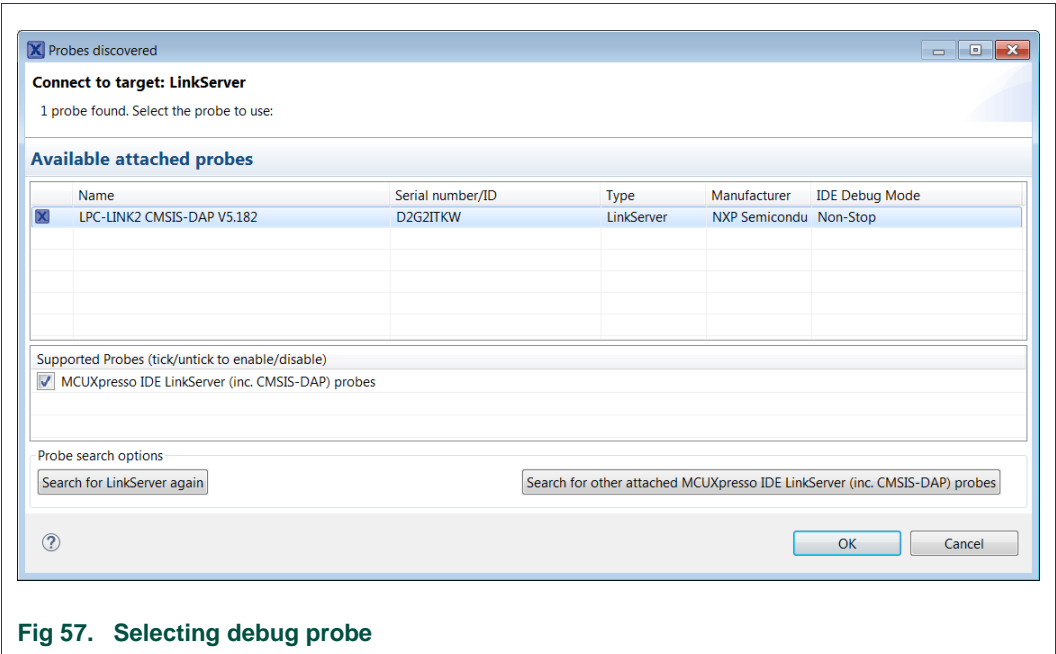 Probes discovered
Connect to target: LinkServer
1 probe found. Select the probe to use:
Available attached probes
Name Serial number/ID Type Manufacturer IDE Debug Mode
LPC-LINK2 CMSIS-DAP V5.182 D2G2ITKW LinkServer NXP Semicondu Non-Stop
Supported Probes (tick/untick to enable/disable)
MCUXpresso IDE LinkServer (inc. CMSIS-DAP) probes
Probe search options
Search for LinkServer again Search for other attached MCUXpresso IDE LinkServer (inc. CMSIS-DAP) probes
OK Cancel
Fig 57. Selecting debug probe